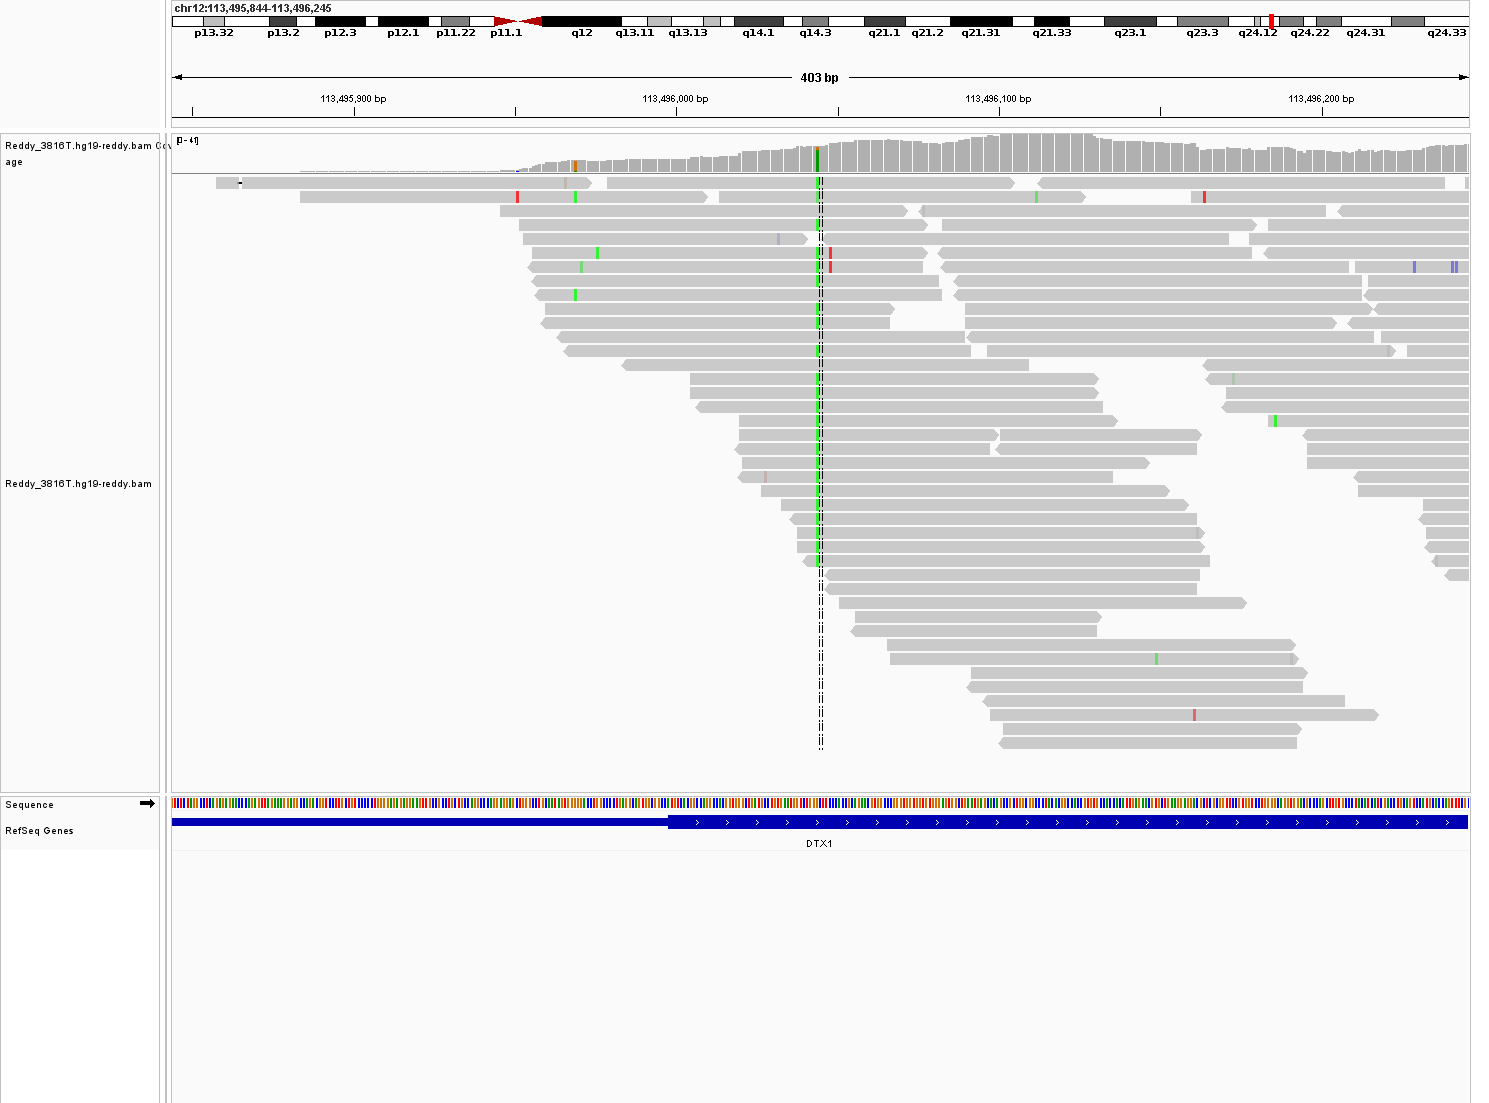 chr12:113,495,844-113,496,245
p13.32 p13.2 p12.3 p12.1 p11.22 p11.1 q12 q13.11 q13.13 q14.1 q14.3 q21.1 q21.2 q21.31 q21.33 q23.1 q23.3 q24.12 q24.22 q24.31 q24.33
403 bp
113,495,900 bp 113,496,000 bp 113,496,100 bp 113,496,200 bp
Reddy_3816T.hg19-reddy.bam Cov
age
[0 - 41]
Reddy_3816T.hg19-reddy.bam
Sequence
RefSeq Genes
DTX1